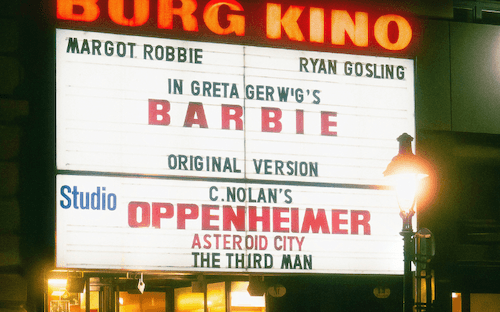 BURG KINO
MARGOT ROBBIE RYAN GOSLING
IN GRETA GERWIG'S
BARBIE
ORIGINAL VERSION
Studio C.NOLAN'S
OPPENHEIMER
ASTEROID CITY
THE THIRD MAN